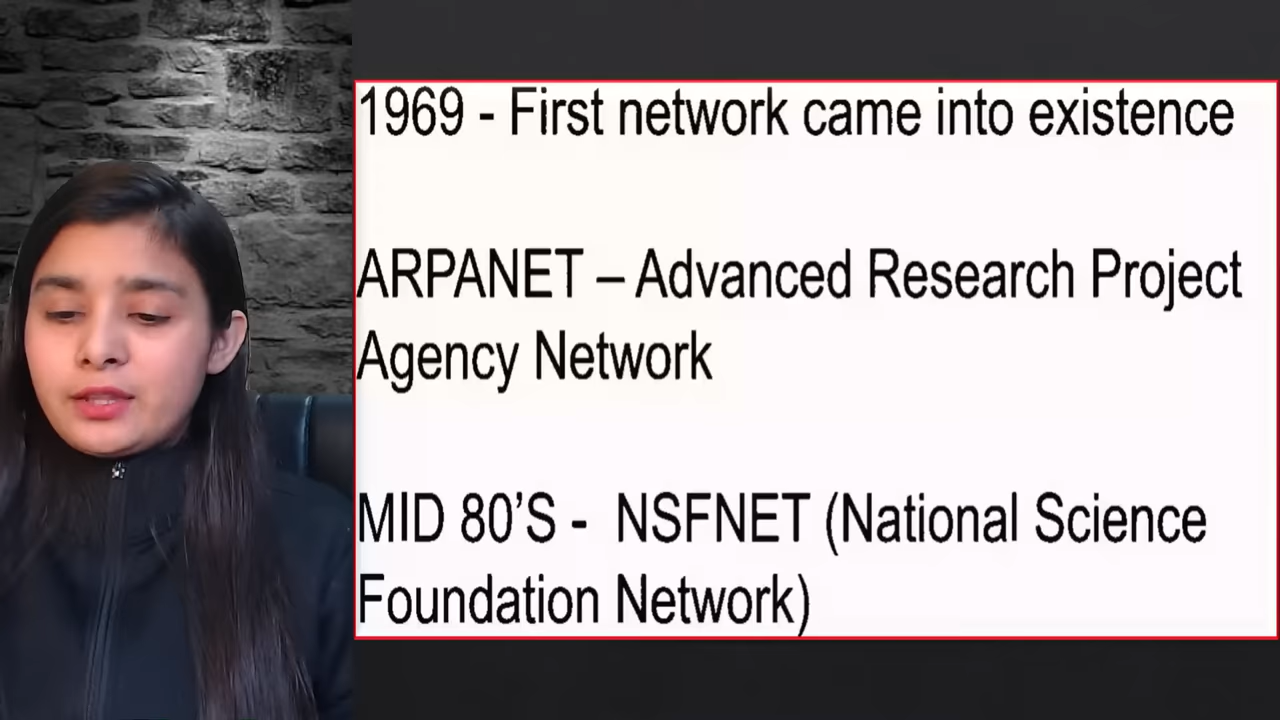 1969 - First network came into existence
ARPANET – Advanced Research Project
Agency Network
MID 80’S -  NSFNET (National Science
Foundation Network)